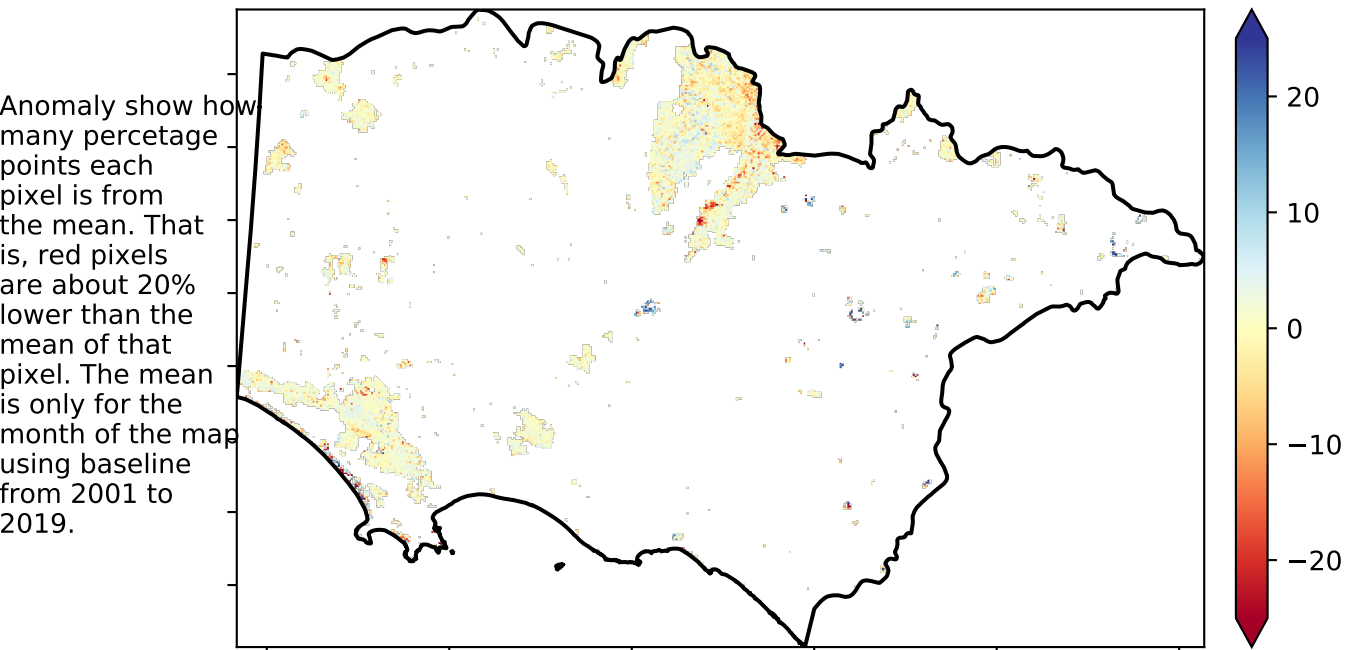 Anomaly show how
many percetage
points each
pixel is from
the mean. That
is, red pixels
are about 20%
lower than the
mean of that
pixel. The mean
is only for the
month of the map
using baseline
from 2001 to
2019.
20
10
0
−10
−20